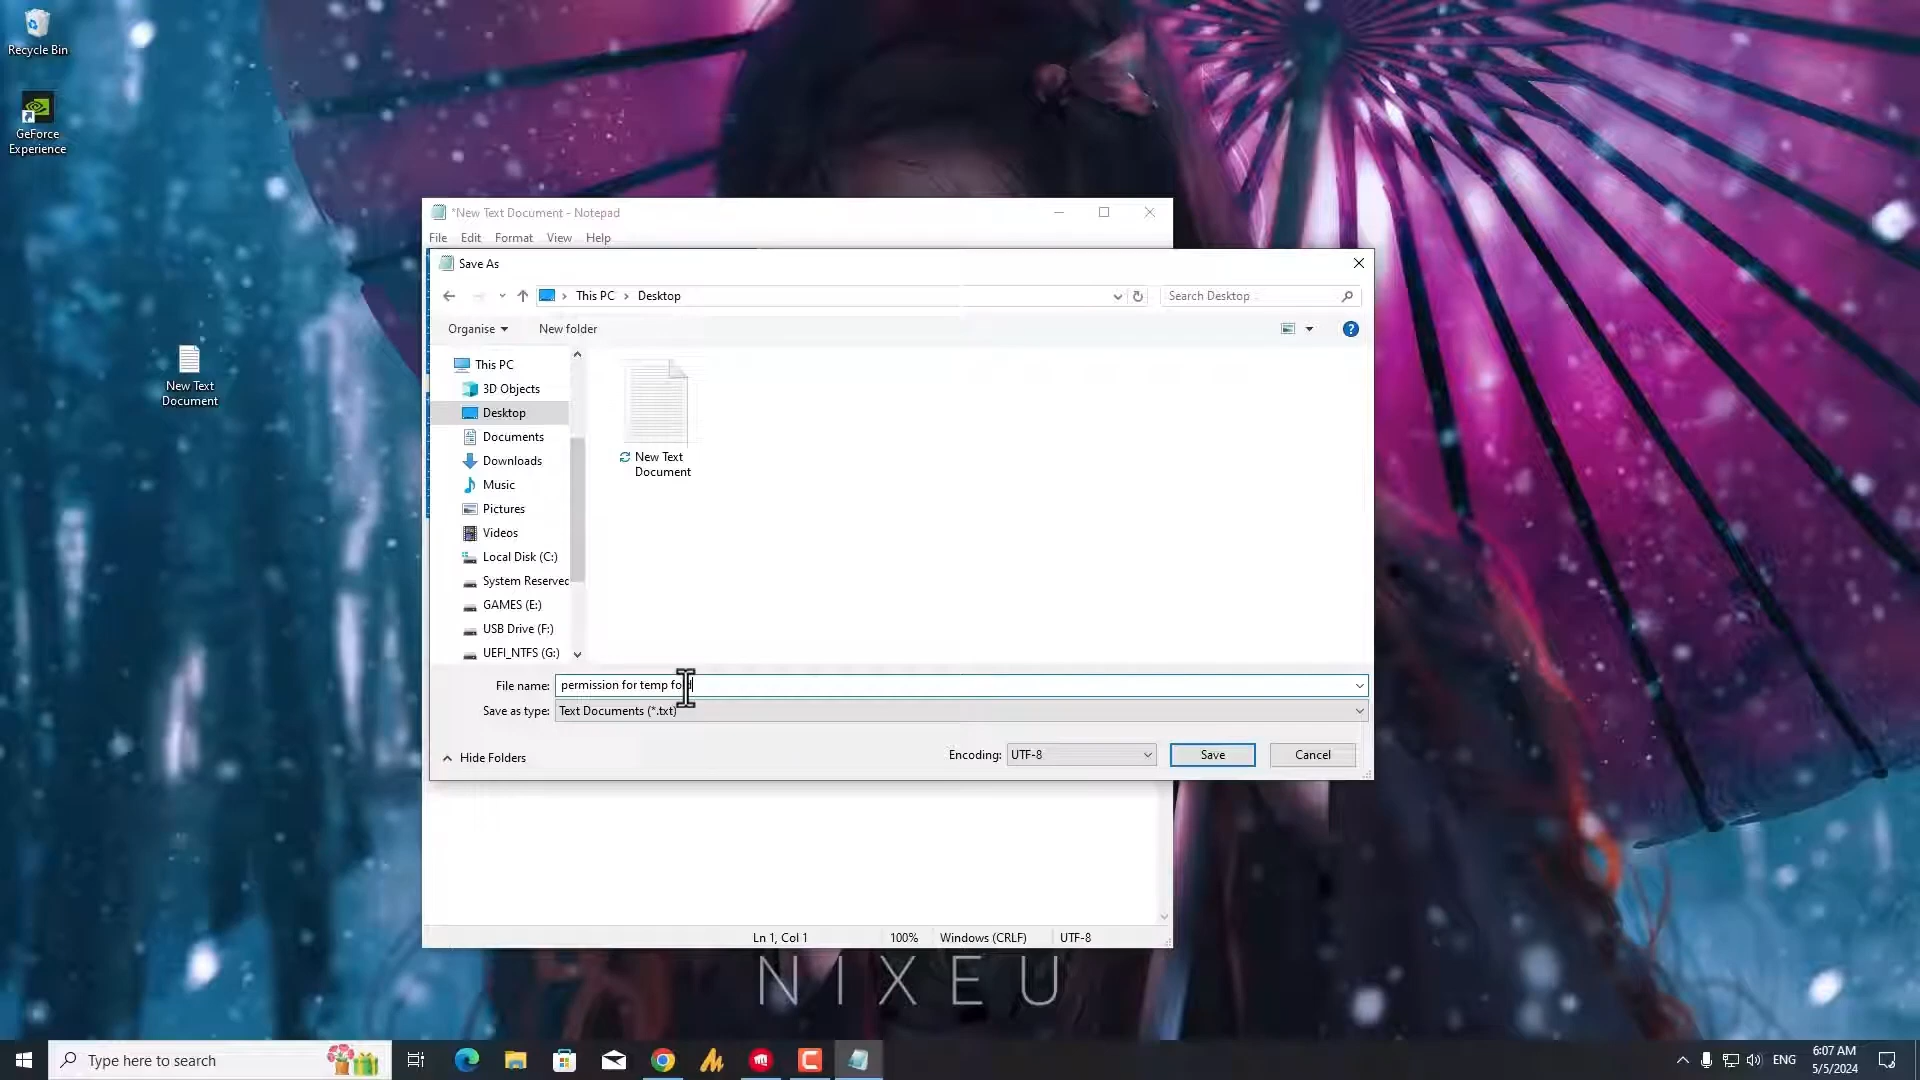 Recycle Bin
GeForce
Experience
New Text
Document
*New Text Document - Notepad
File Edit Format View Help
Save As
This PC › Desktop
Search Desktop
Organise New folder
This PC
3D Objects
Desktop
Documents
Downloads
Music
Pictures
Videos
Local Disk (C:)
System Reserved
GAMES (E:)
USB Drive (F:)
UEFI_NTFS (G:)
New Text
Document
File name: permission for temp fold
Save as type: Text Documents (*.txt)
Hide Folders
Encoding: UTF-8 Save Cancel
Ln 1, Col 1 100% Windows (CRLF) UTF-8
NIXEU
Type here to search
ENG
6:07 AM
5/5/2024